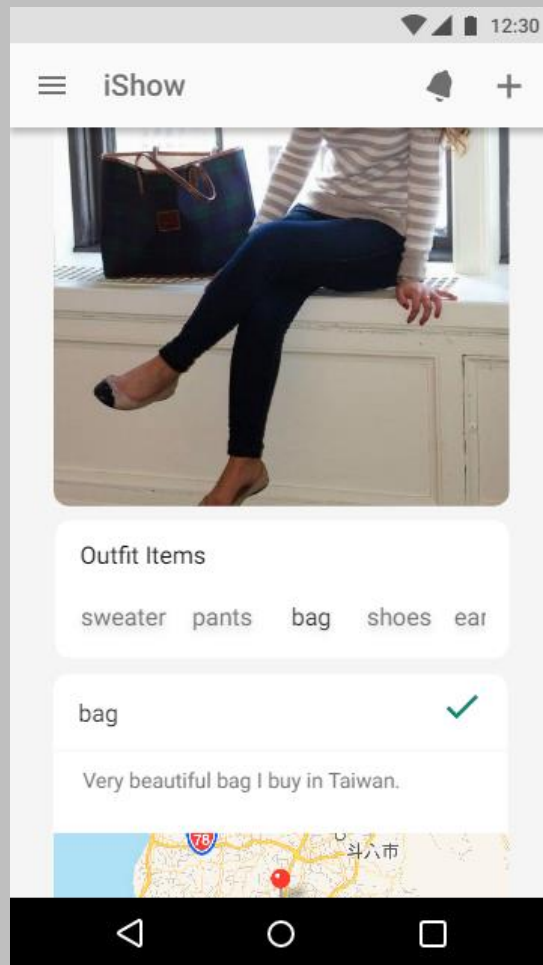 12:30
iShow
Outfit Items
sweater pants bag shoes ear
bag
Very beautiful bag I buy in Taiwan.
78
斗六市